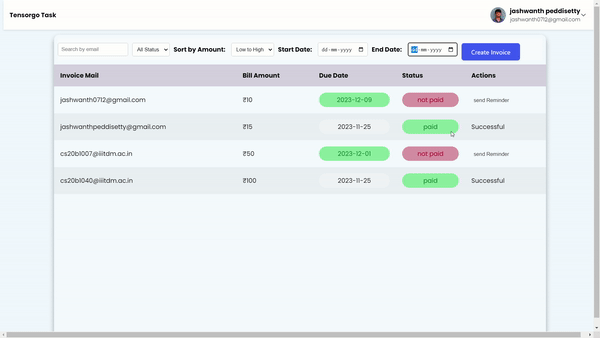 Tensorgo Task
jashwanth peddisetty
jashwanth0712@gmail.com
Search by email
All Status
Sort by Amount:
Low to High
Start Date:
dd-mm-yyyy
End Date:
dd-mm-yyyy
Create Invoice
Invoice Mail Bill Amount Due Date Status Actions
jashwanth0712@gmail.com ₹10 2023-12-09 not paid send Reminder
jashwanthpeddisetty@gmail.com ₹15 2023-11-25 paid Successful
cs20b1007@iiitdm.ac.in ₹50 2023-12-01 not paid send Reminder
cs20b1040@iiitdm.ac.in ₹100 2023-11-25 paid Successful